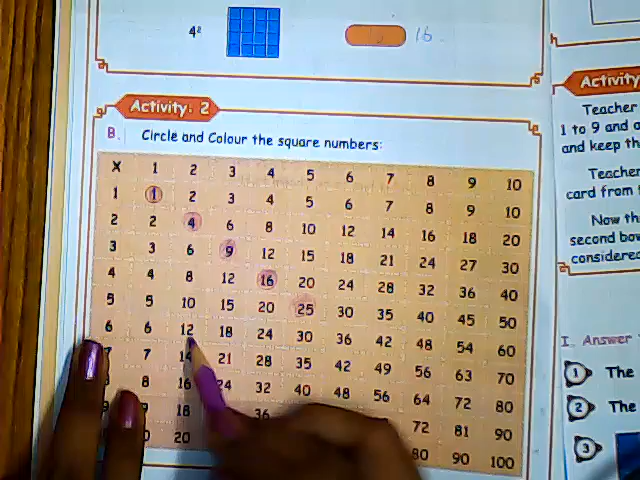 4² 16
Activity: 2
B. Circle and Colour the square numbers:
X 1 2 3 4 5 6 7 8 9 10
1 1 2 3 4 5 6 7 8 9 10
2 2 4 6 8 10 12 14 16 18 20
3 3 6 9 12 15 18 21 24 27 30
4 4 8 12 16 20 24 28 32 36 40
5 5 10 15 20 25 30 35 40 45 50
6 6 12 18 24 30 36 42 48 54 60
7 7 14 21 28 35 42 49 56 63 70
8 16 24 32 40 48 56 64 72 80
9 18 36 72 81 90
0 20 80 90 100
Activity
Teacher
1 to 9 and
and keep th
Teacher
card from
Now th
second bow
considered
I. Answer
1 The
2 The
3